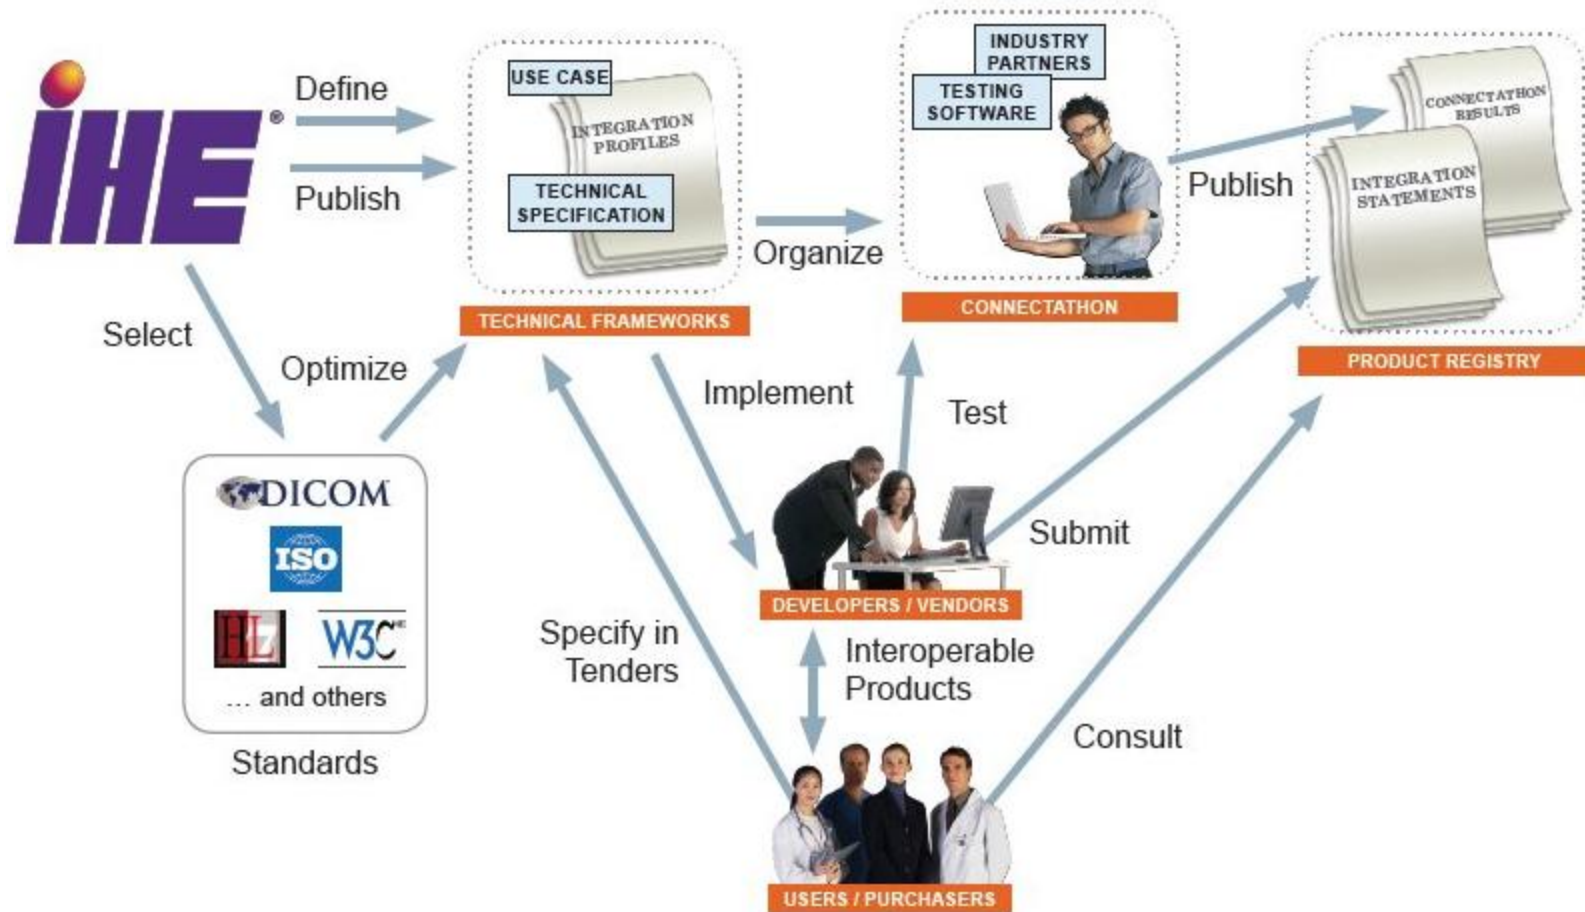 iHE®
Define
Publish
USE CASE
INTEGRATION
PROFILES
TECHNICAL
SPECIFICATION
TECHNICAL FRAMEWORKS
Organize
INDUSTRY
PARTNERS
TESTING
SOFTWARE
CONNECTATHON
Publish
CONNECTATHON
RESULTS
INTEGRATION
STATEMENTS
PRODUCT REGISTRY
Select
Optimize
Implement
Test
Submit
DICOM
ISO
HL7
W3C
... and others
Standards
DEVELOPERS / VENDORS
Specify in
Tenders
Interoperable
Products
Consult
USERS / PURCHASERS